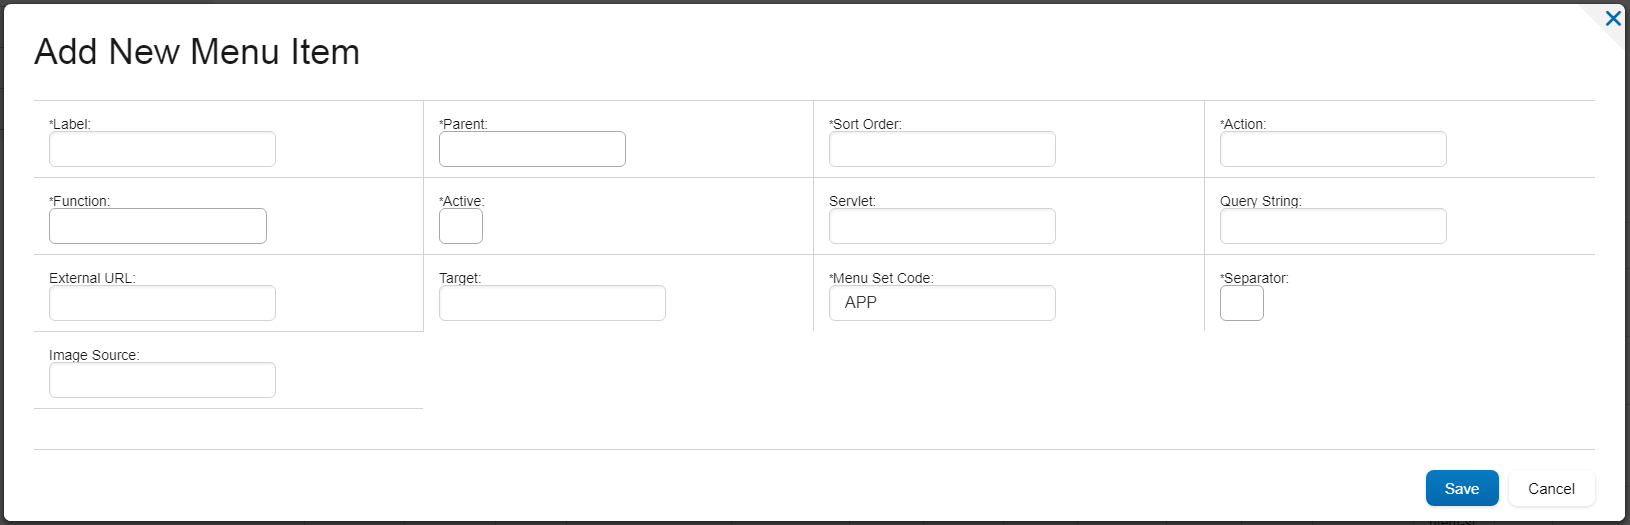 Add New Menu Item
*Label:
*Parent:
*Sort Order:
*Action:
*Function:
*Active:
Servlet:
Query String:
External URL:
Target:
*Menu Set Code:
APP
*Separator:
Image Source:
Save
Cancel